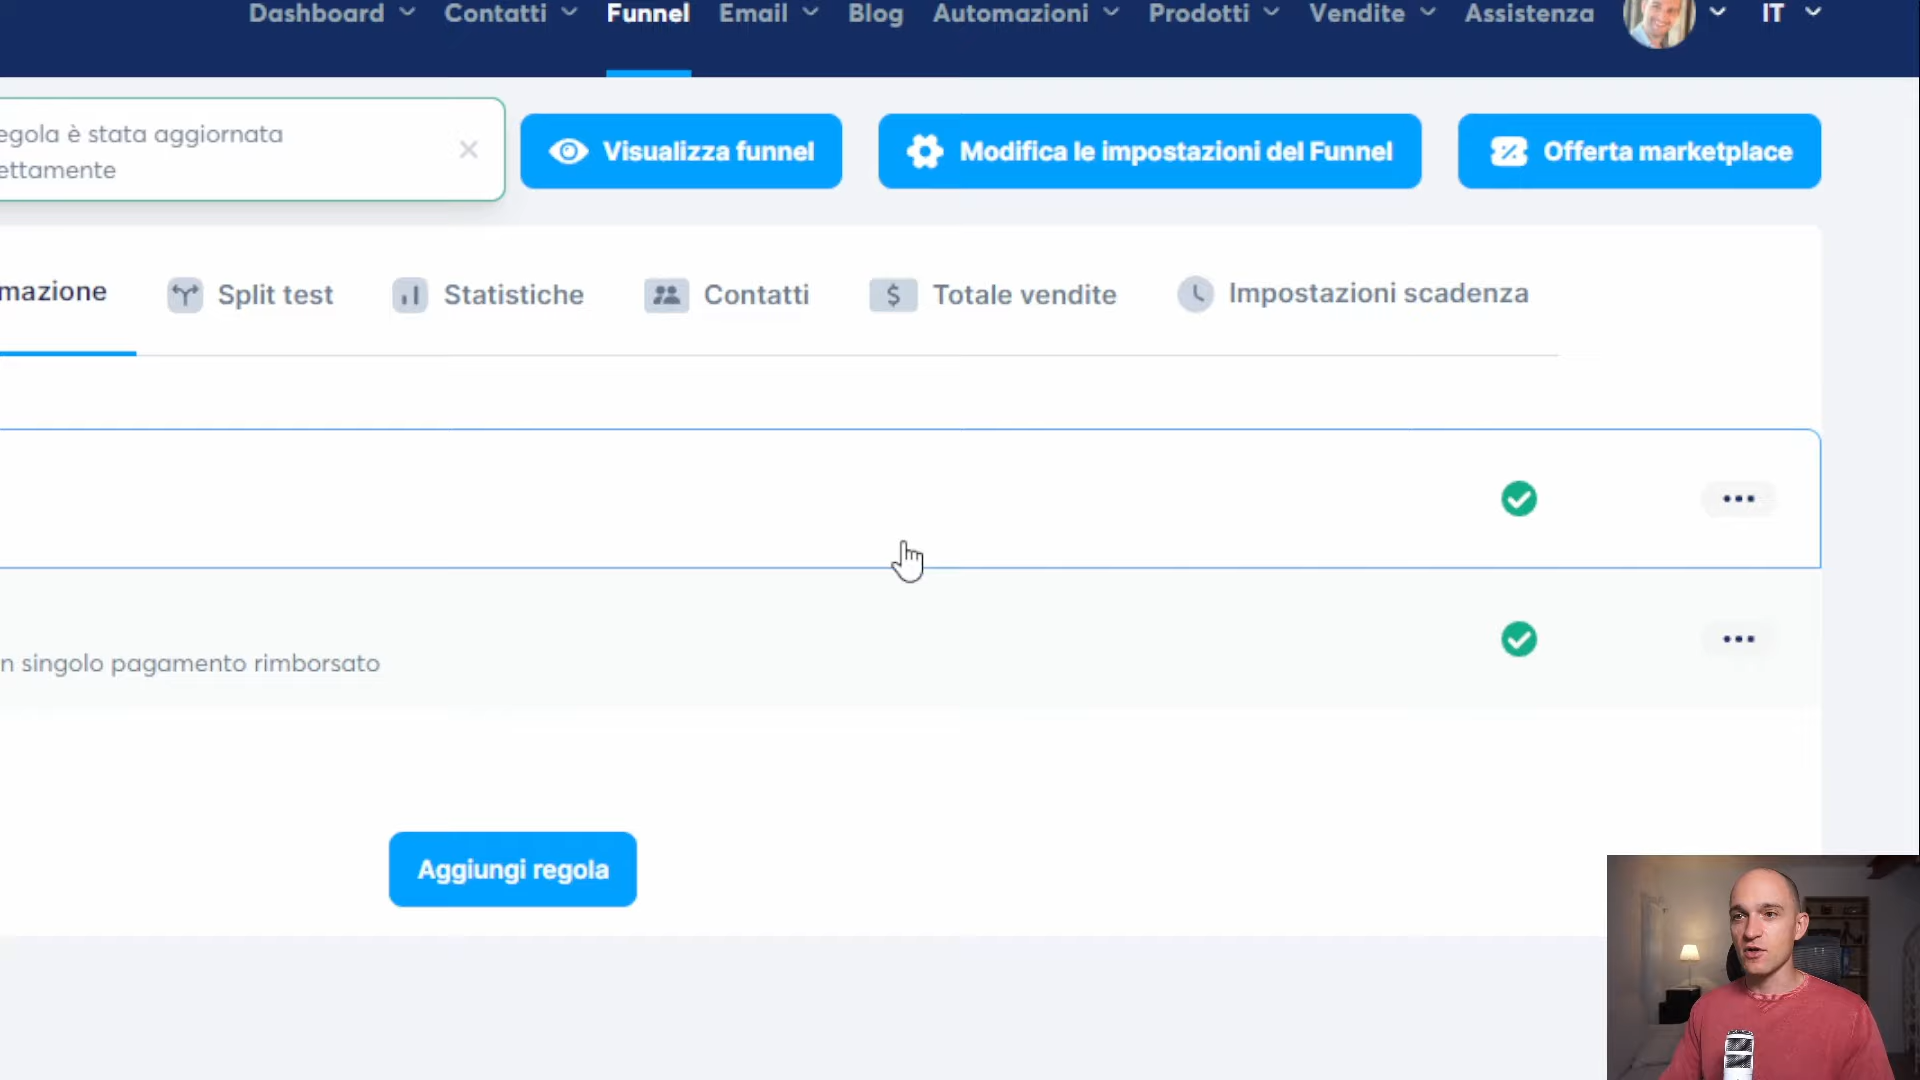 Dashboard Contatti Funnel Email Blog Automazioni Prodotti Vendite Assistenza IT
egola è stata aggiornata
ettamente
Visualizza funnel Modifica le impostazioni del Funnel Offerta marketplace
mazione Split test Statistiche Contatti $ Totale vendite Impostazioni scadenza
n singolo pagamento rimborsato
Aggiungi regola